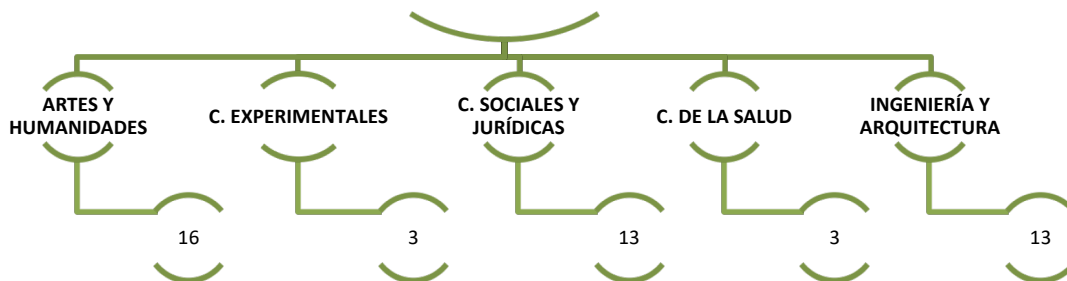 ARTES Y
HUMANIDADES
C. EXPERIMENTALES
C. SOCIALES Y
JURÍDICAS
C. DE LA SALUD
INGENIERÍA Y
ARQUITECTURA
16
3
13
3
13